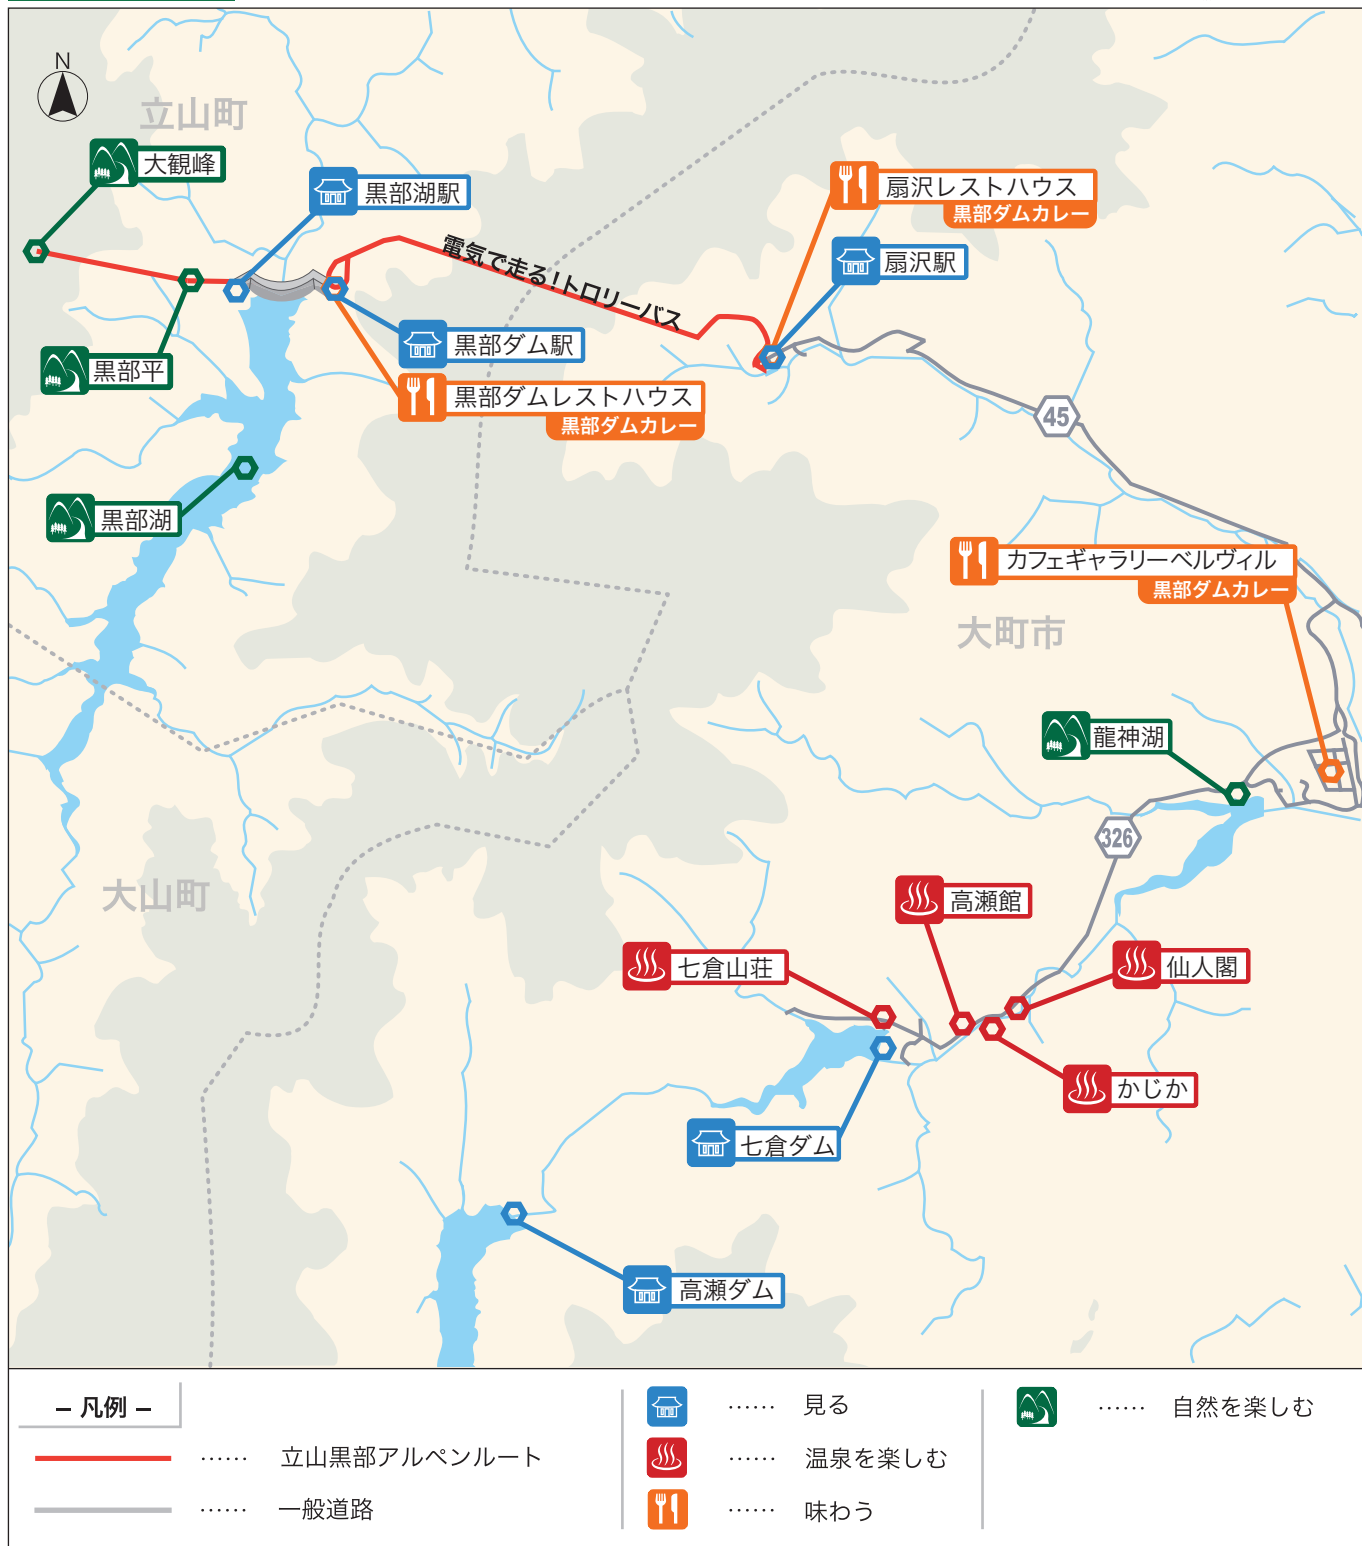 N
立山町
大観峰
黒部湖駅
扇沢レストハウス
黒部ダムカレー
電気で走る!トロリーバス
扇沢駅
黒部ダム駅
黒部平
黒部ダムレストハウス
黒部ダムカレー
45
黒部湖
カフェギャラリーベルヴィル
黒部ダムカレー
大町市
龍神湖
326
大山町
高瀬館
七倉山荘
仙人閣
かじか
七倉ダム
高瀬ダム
– 凡例 –
…… 立山黒部アルペンルート
…… 一般道路
…… 見る
…… 温泉を楽しむ
…… 味わう
…… 自然を楽しむ